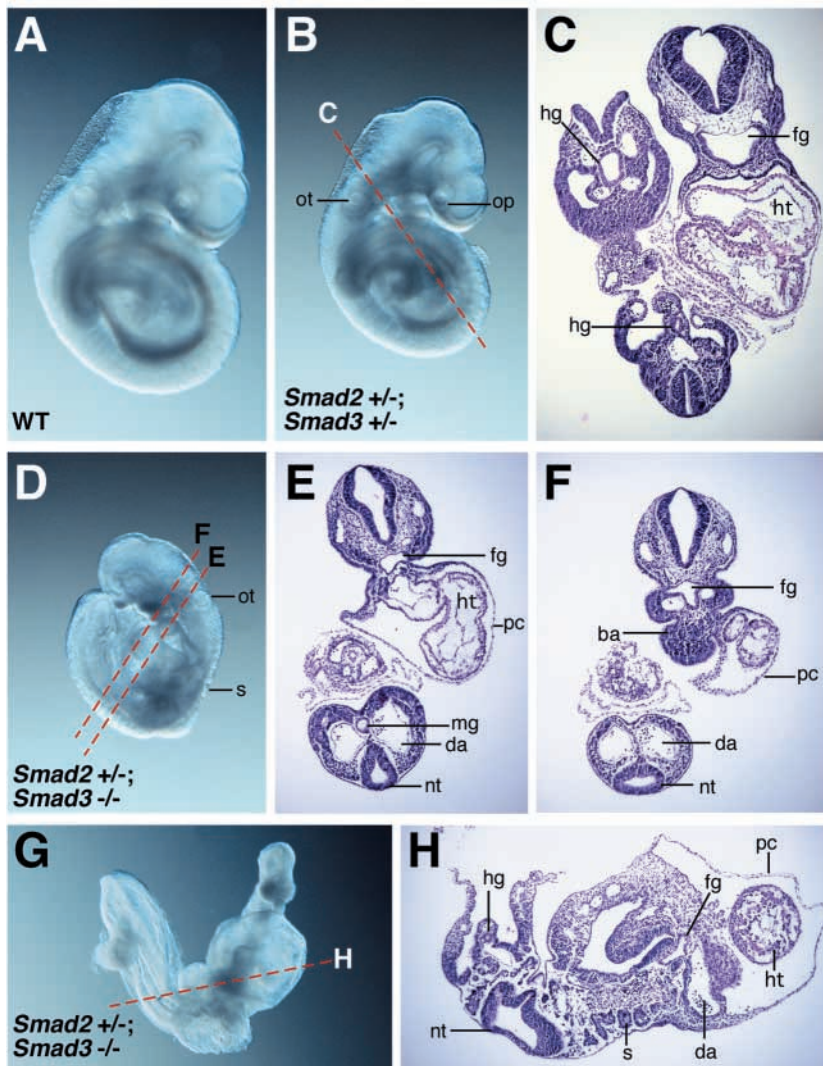 A
WT
B
C
ot
op
Smad2 +/-;
Smad3 +/-
C
hg
fg
ht
hg
D
F
E
ot
s
Smad2 +/-;
Smad3 -/-
E
fg
ht
pc
mg
da
nt
F
fg
ba
pc
da
nt
G
H
Smad2 +/-;
Smad3 -/-
H
pc
hg
fg
ht
nt
s
da